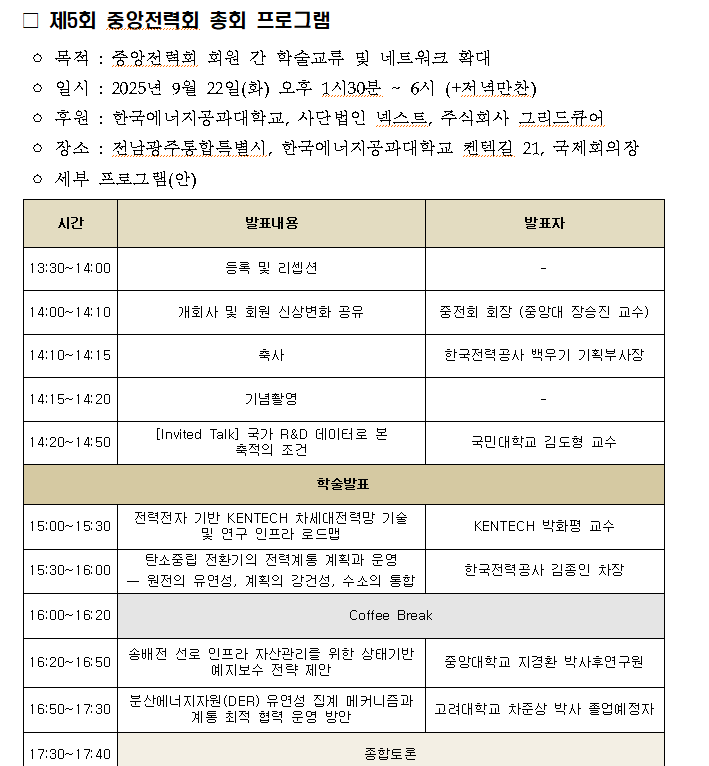 □ 제5회 중앙전력회 총회 프로그램
○ 목적 : 중앙전력회 회원 간 학술교류 및 네트워크 확대
○ 일시 : 2025년 9월 22일(화) 오후 1시30분 ~ 6시 (+저녁만찬)
○ 후원 : 한국에너지공과대학교, 사단법인 넥스트, 주식회사 그리드큐어
○ 장소 : 전남광주통합특별시, 한국에너지공과대학교 켄텍길 21, 국제회의장
○ 세부 프로그램(안)
시간 발표내용 발표자
13:30~14:00 등록 및 리셉션 -
14:00~14:10 개회사 및 회원 신상변화 공유 중전회 회장 (중앙대 장승진 교수)
14:10~14:15 축사 한국전력공사 백우기 기획부사장
14:15~14:20 기념촬영 -
14:20~14:50 [Invited Talk] 국가 R&D 데이터로 본
축적의 조건 국민대학교 김도형 교수
학술발표
15:00~15:30 전력전자 기반 KENTECH 차세대전력망 기술
및 연구 인프라 로드맵 KENTECH 박화평 교수
15:30~16:00 탄소중립 전환기의 전력계통 계획과 운영
— 원전의 유연성, 계획의 강건성, 수소의 통합 한국전력공사 김종인 차장
16:00~16:20 Coffee Break
16:20~16:50 송배전 선로 인프라 자산관리를 위한 상태기반
예지보수 전략 제안 중앙대학교 지경환 박사후연구원
16:50~17:30 분산에너지자원(DER) 유연성 집계 메커니즘과
계통 최적 협력 운영 방안 고려대학교 차준상 박사 졸업예정자
17:30~17:40 종합토론